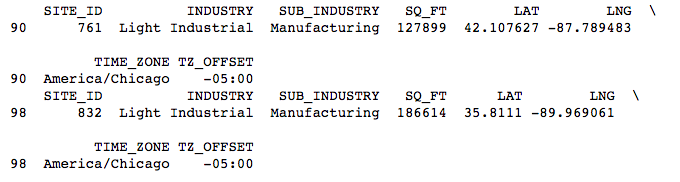 SITE_ID INDUSTRY SUB_INDUSTRY SQ_FT LAT LNG \
90 761 Light Industrial Manufacturing 127899 42.107627 -87.789483
TIME_ZONE TZ_OFFSET
90 America/Chicago -05:00
SITE_ID INDUSTRY SUB_INDUSTRY SQ_FT LAT LNG \
98 832 Light Industrial Manufacturing 186614 35.8111 -89.969061
TIME_ZONE TZ_OFFSET
98 America/Chicago -05:00